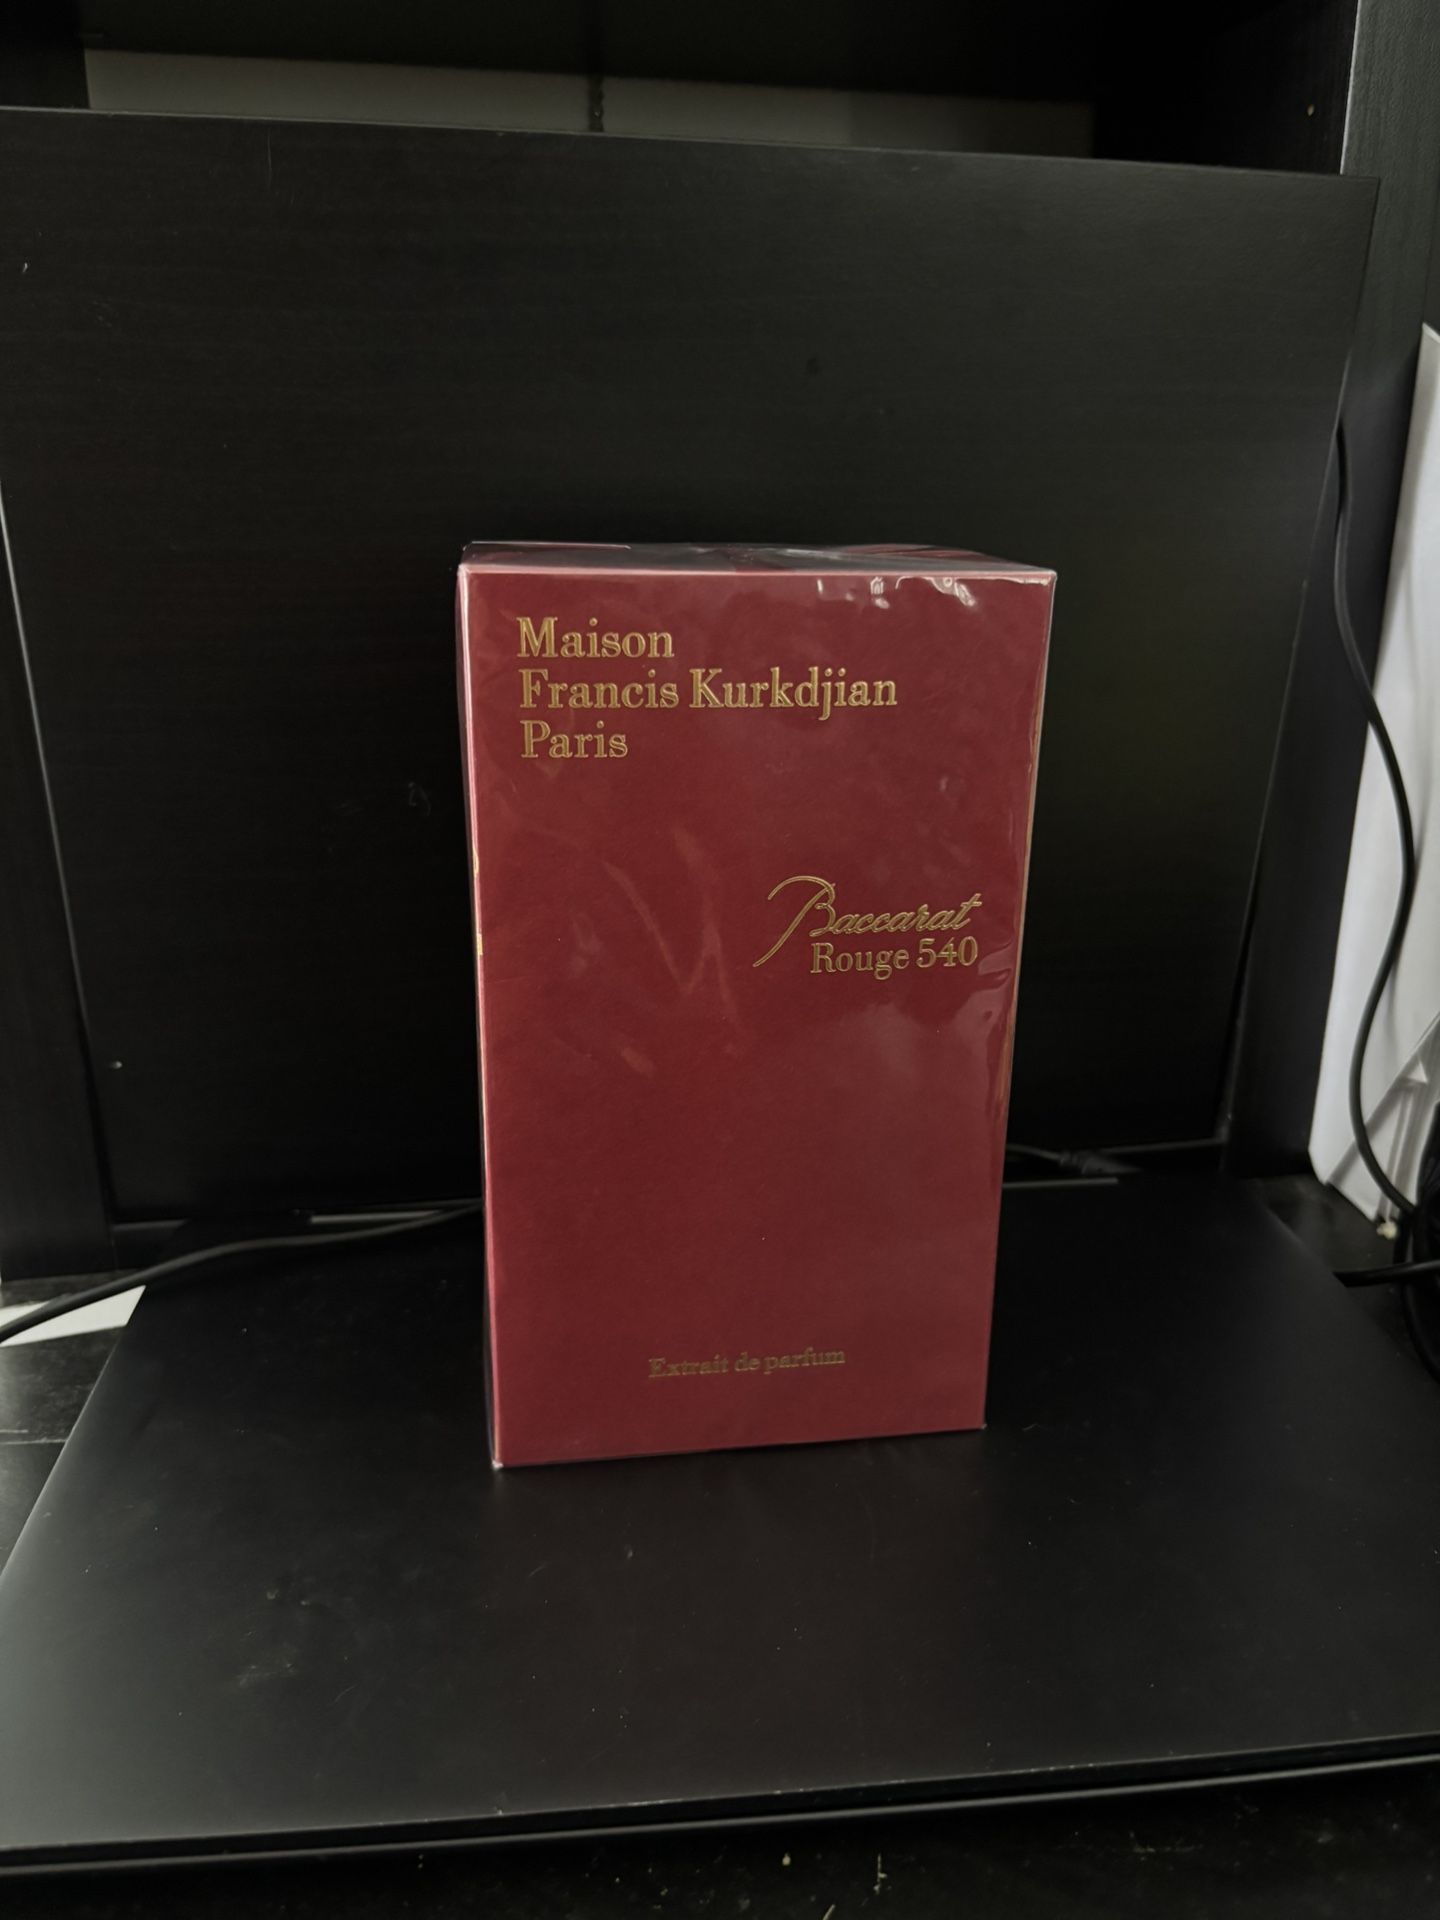 Maison
Francis Kurkdjian
Paris
Baccarat
Rouge 540
Extrait de parfum